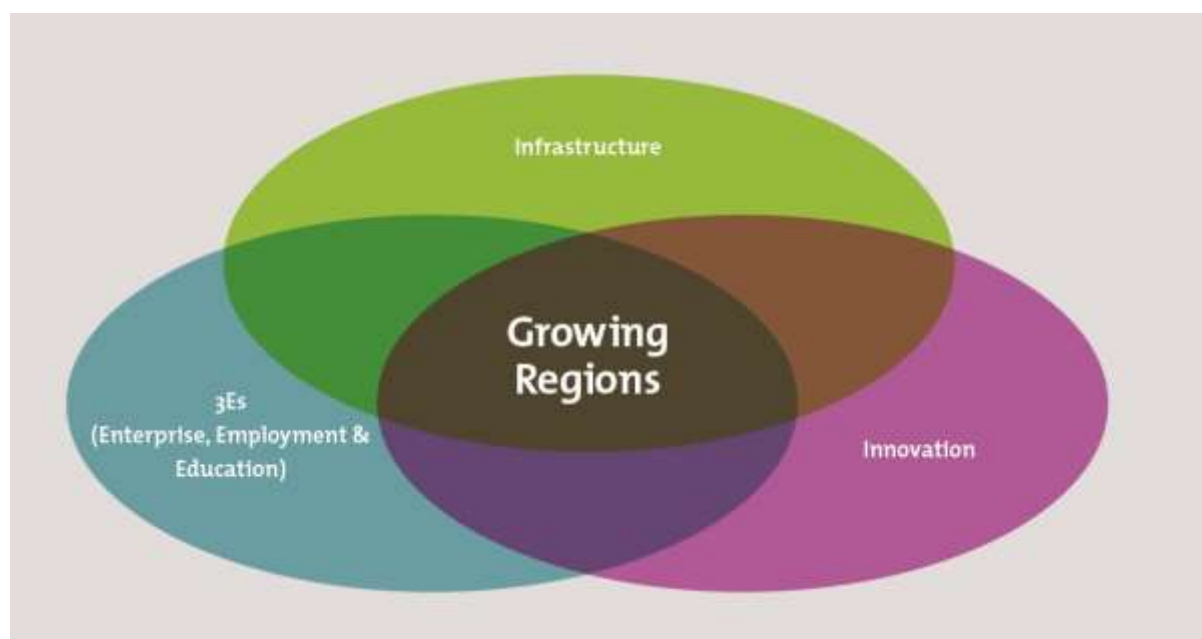 Infrastructure
Growing
Regions
3Es
(Enterprise, Employment &
Education)
Innovation